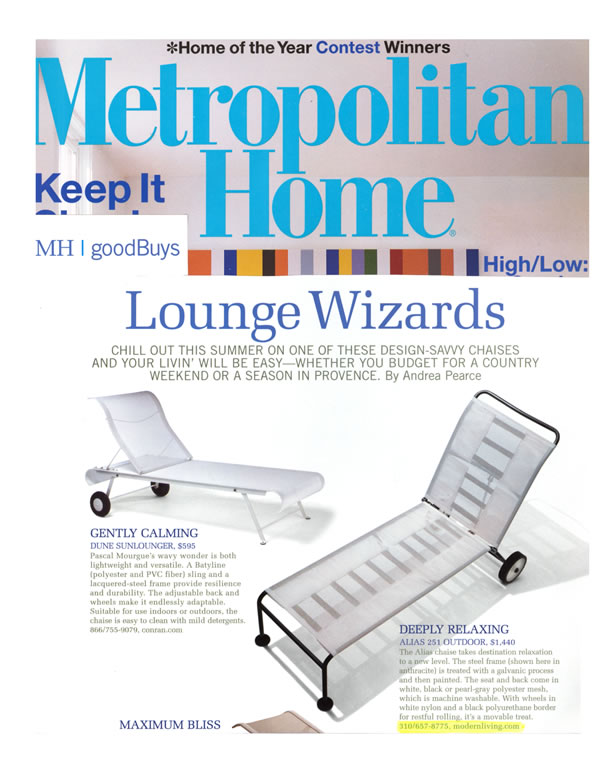 *Home of the Year Contest Winners
Metropolitan
Home®
Keep It
MH | goodBuys
High/Low:
Lounge Wizards
CHILL OUT THIS SUMMER ON ONE OF THESE DESIGN-SAVVY CHAISES
AND YOUR LIVIN' WILL BE EASY—WHETHER YOU BUDGET FOR A COUNTRY
WEEKEND OR A SEASON IN PROVENCE. By Andrea Pearce
GENTLY CALMING
DUNE SUNLOUNGER, $595
Pascal Mourgue's wavy wonder is both
lightweight and versatile. A Batyline
(polyester and PVC fiber) sling and a
lacquered-steel frame provide resilience
and durability. The adjustable back and
wheels make it endlessly adaptable.
Suitable for use indoors or outdoors, the
chaise is easy to clean with mild detergents.
866/755-9079, conran.com
DEEPLY RELAXING
ALIAS 251 OUTDOOR, $1,440
The Alias chaise takes destination relaxation
to a new level. The steel frame (shown here in
anthracite) is treated with a galvanic process
and then painted. The seat and back come in
white, black or pearl-gray polyester mesh,
which is machine washable. With wheels in
white nylon and a black polyurethane border
for restful rolling, it's a movable treat.
310/657-8775, modernliving.com
MAXIMUM BLISS